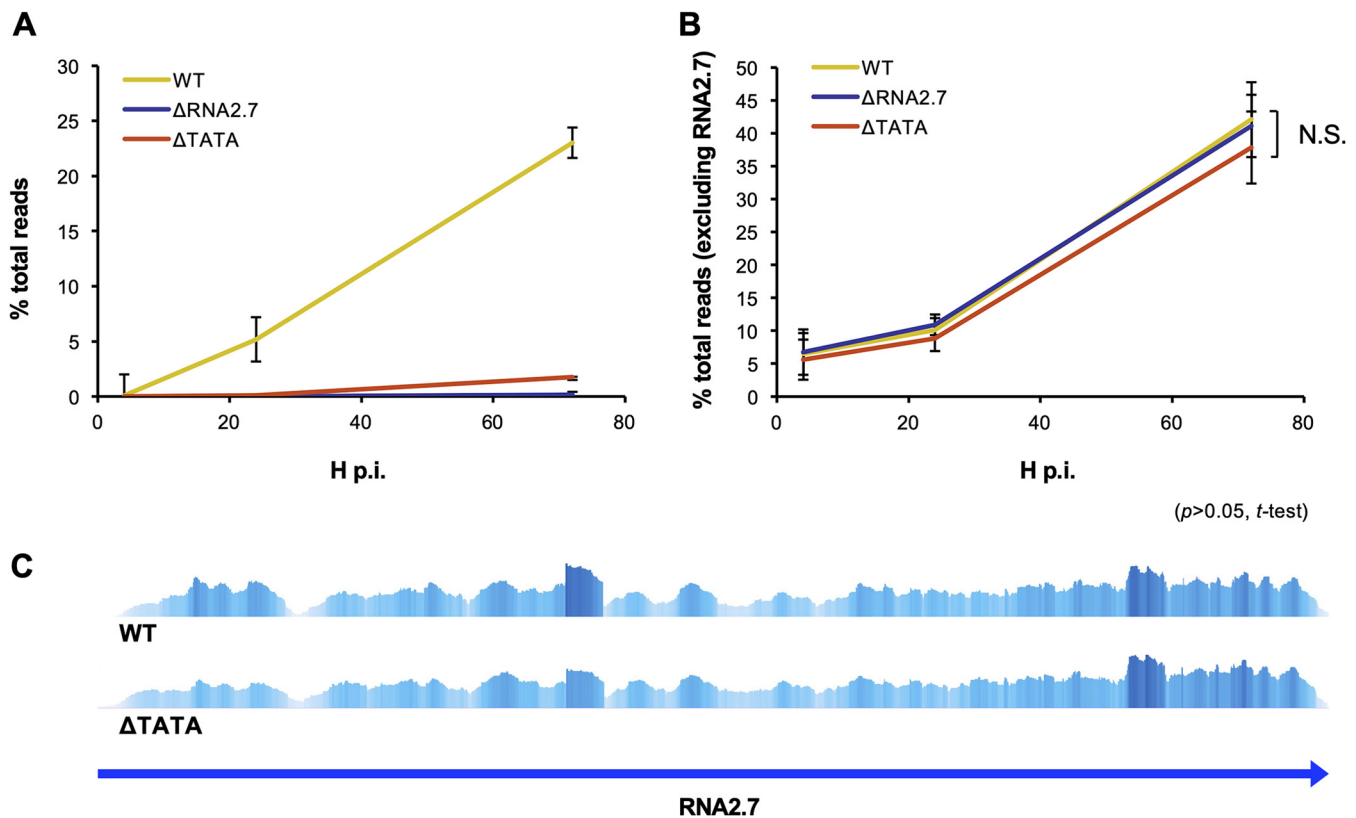 A
30
25
20
15
10
5
0
% total reads
WT
ΔRNA2.7
ΔTATA
0 20 40 60 80
H p.i.
B
50
45
40
35
30
25
20
15
10
5
0
% total reads (excluding RNA2.7)
WT
ΔRNA2.7
ΔTATA
N.S.
0 20 40 60 80
H p.i.
(p>0.05, t-test)
C
WT
ΔTATA
RNA2.7